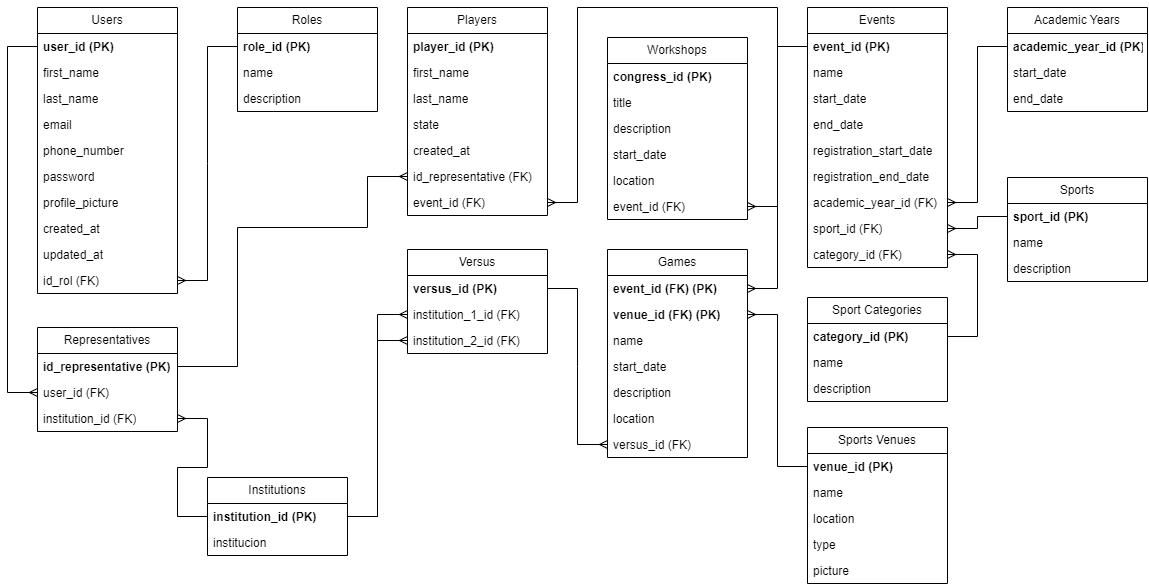 Users
user_id (PK)
first_name
last_name
email
phone_number
password
profile_picture
created_at
updated_at
id_rol (FK)
Roles
role_id (PK)
name
description
Players
player_id (PK)
first_name
last_name
state
created_at
id_representative (FK)
event_id (FK)
Workshops
congress_id (PK)
title
description
start_date
location
event_id (FK)
Events
event_id (PK)
name
start_date
end_date
registration_start_date
registration_end_date
academic_year_id (FK)
sport_id (FK)
category_id (FK)
Academic Years
academic_year_id (PK)
start_date
end_date
Sports
sport_id (PK)
name
description
Representatives
id_representative (PK)
user_id (FK)
institution_id (FK)
Versus
versus_id (PK)
institution_1_id (FK)
institution_2_id (FK)
Games
event_id (FK) (PK)
venue_id (FK) (PK)
name
start_date
description
location
versus_id (FK)
Sport Categories
category_id (PK)
name
description
Institutions
institution_id (PK)
institucion
Sports Venues
venue_id (PK)
name
location
type
picture